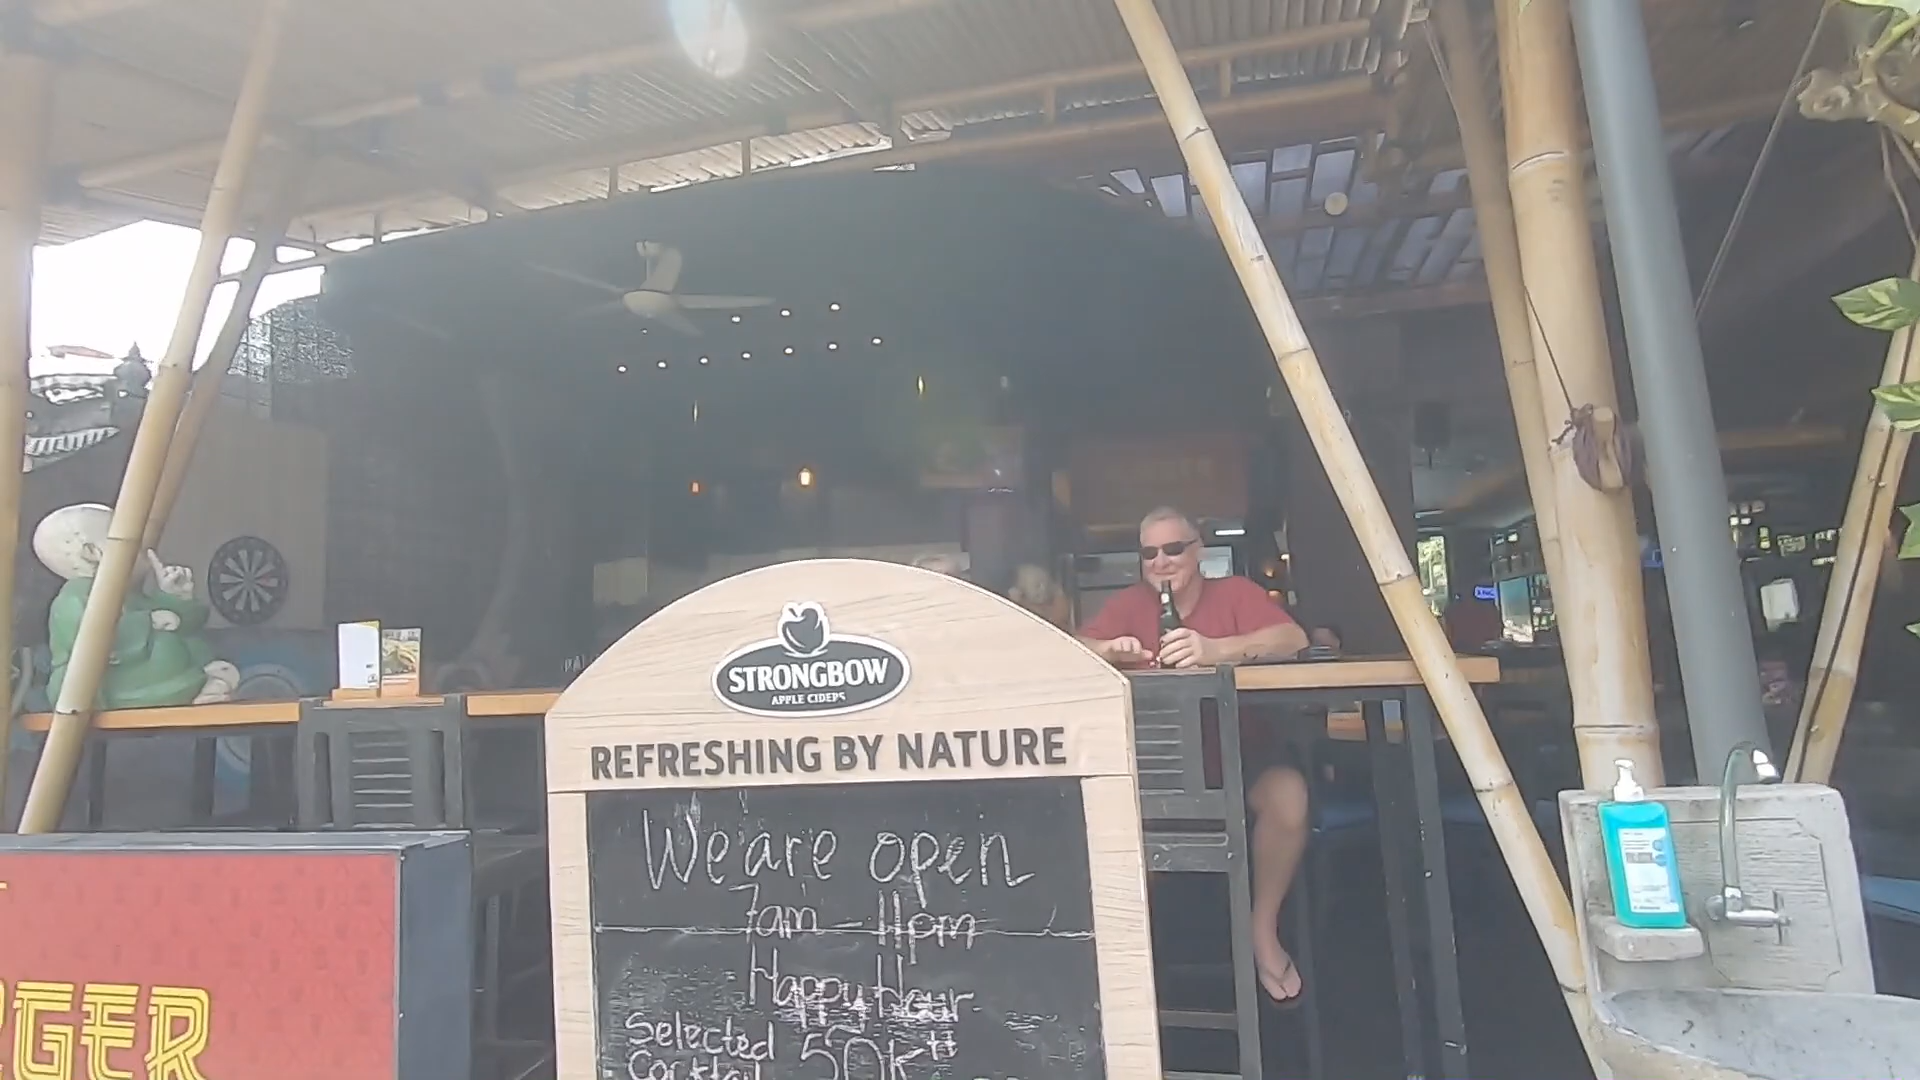 STRONGBOW
APPLE CIDERS
REFRESHING BY NATURE
We are open
7am - 11pm
Happy Hour
Selected 50K++
Cocktail
RGER